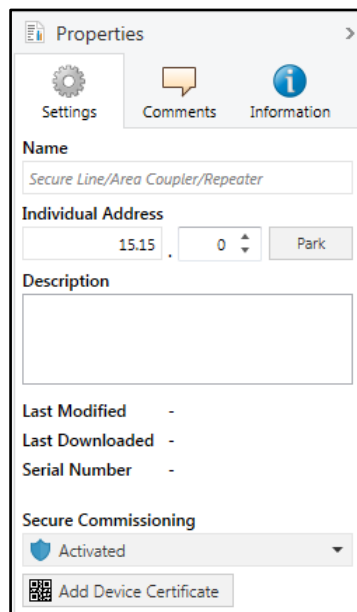 Properties
Settings Comments Information
Name
Secure Line/Area Coupler/Repeater
Individual Address
15.15 . 0 Park
Description
Last Modified -
Last Downloaded -
Serial Number -
Secure Commissioning
Activated
Add Device Certificate